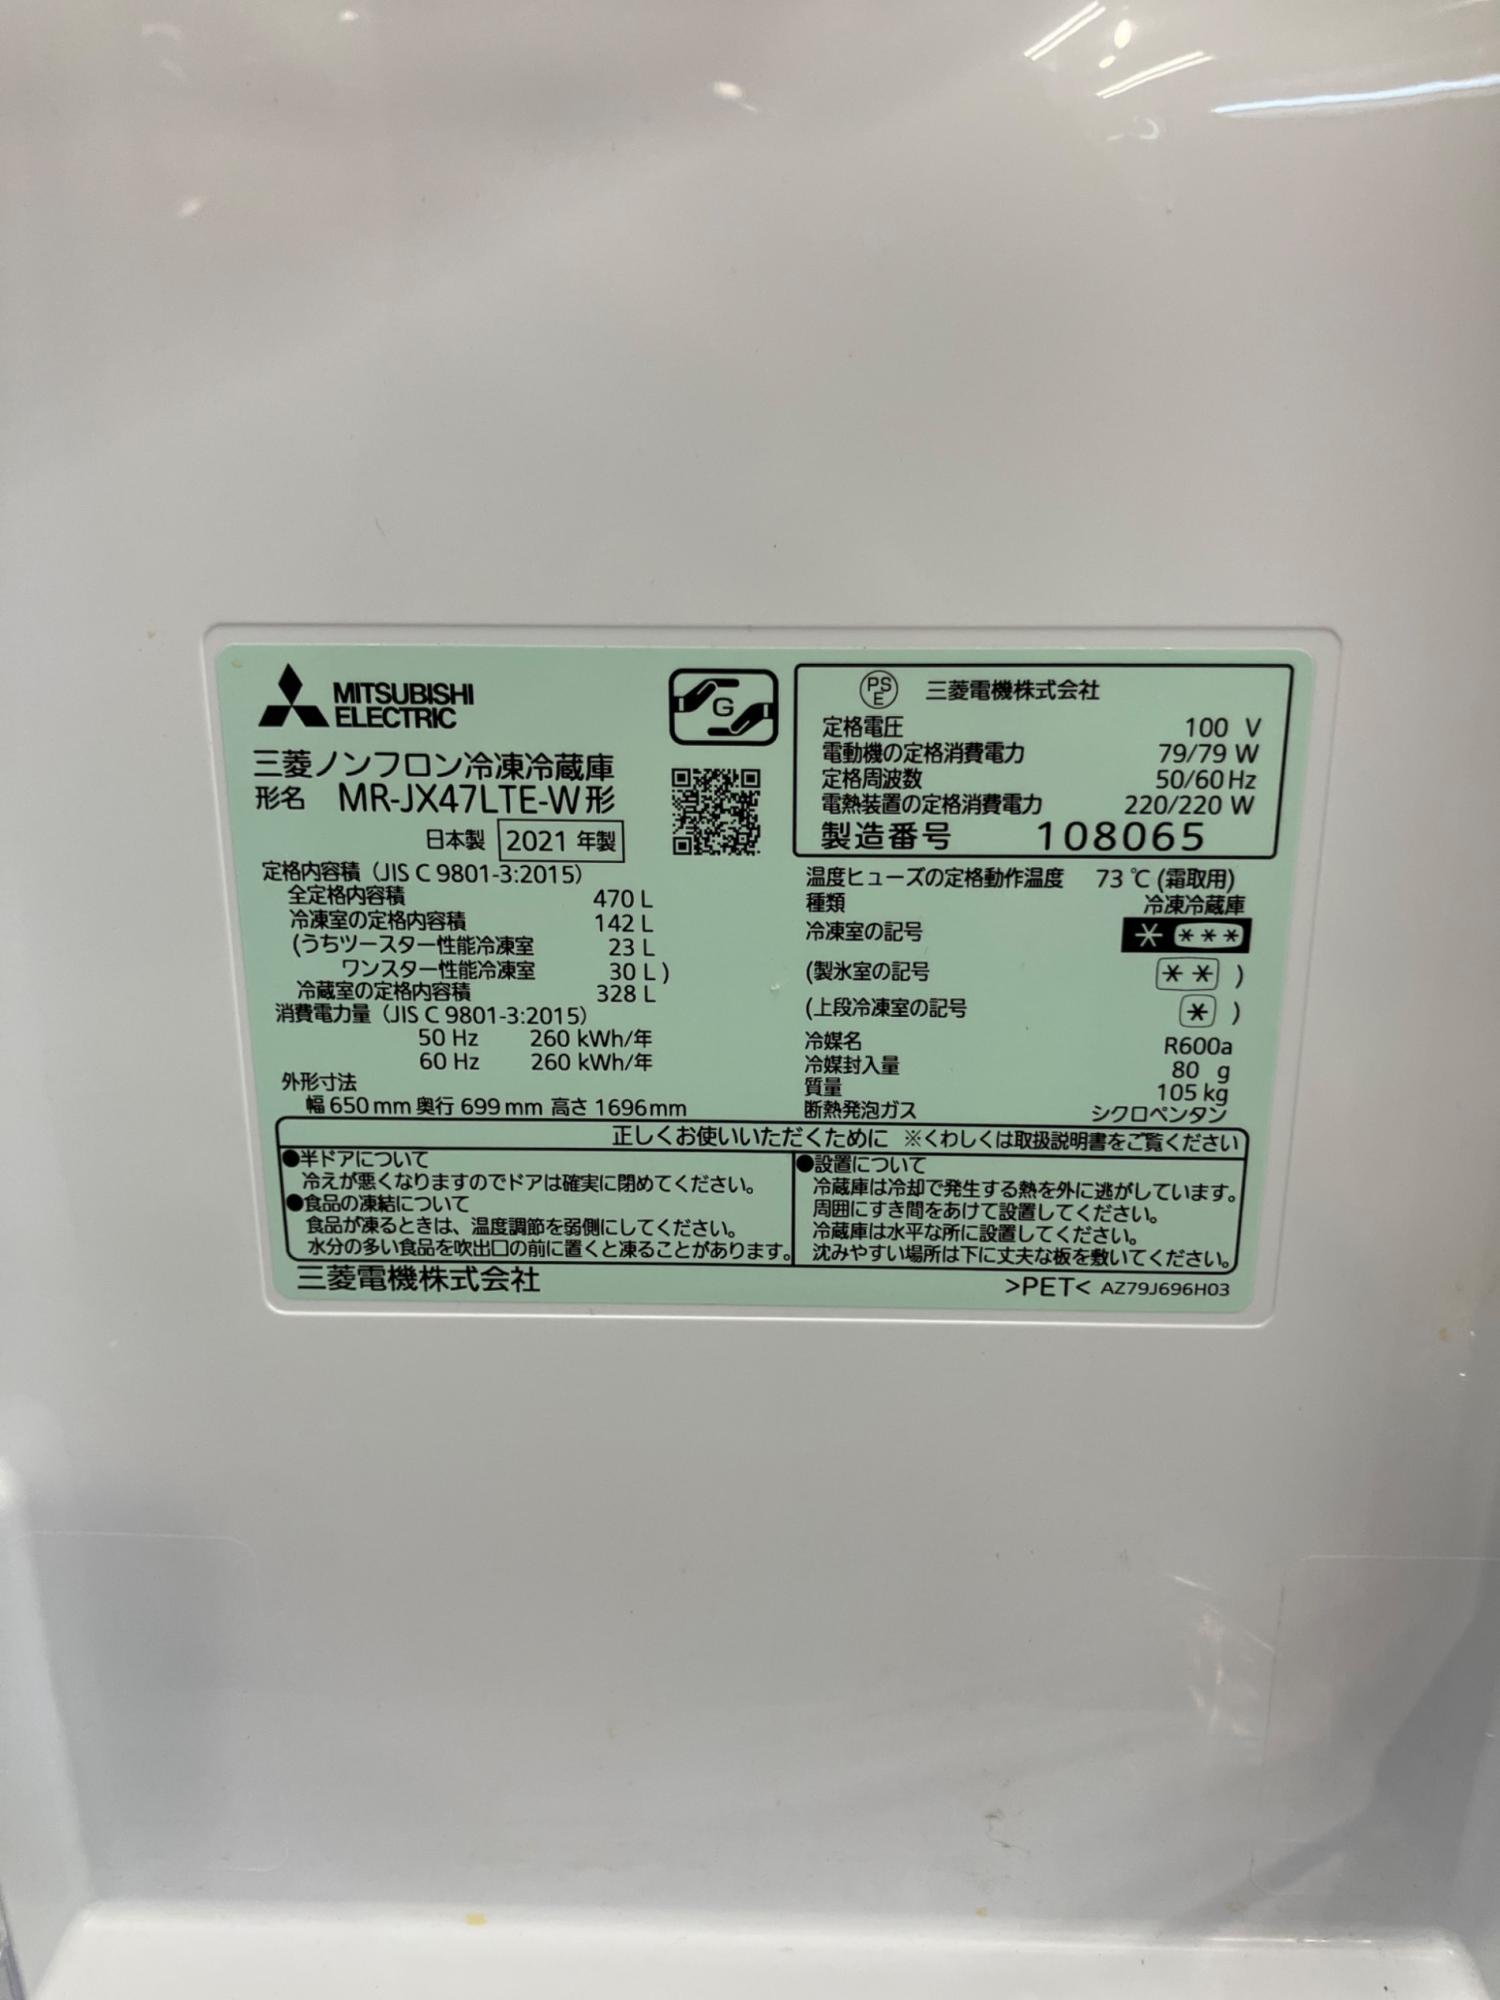 MITSUBISHI
ELECTRIC
G
三菱ノンフロン冷凍冷蔵庫
形名 MR-JX47LTE-W形
日本製 2021 年製
定格内容積（JIS C 9801-3:2015）
全定格内容積 470 L
冷凍室の定格内容積 142 L
(うちツースター性能冷凍室 23 L
ワンスター性能冷凍室 30 L )
冷蔵室の定格内容積 328 L
消費電力量（JIS C 9801-3:2015）
50 Hz 260 kWh/年
60 Hz 260 kWh/年
外形寸法
幅 650 mm 奥行 699 mm 高さ 1696 mm
PS
E 三菱電機株式会社
定格電圧 100 V
電動機の定格消費電力 79/79 W
定格周波数 50/60 Hz
電熱装置の定格消費電力 220/220 W
製造番号 108065
温度ヒューズの定格動作温度 73 ℃ (霜取用)
種類 冷凍冷蔵庫
冷凍室の記号 * ***
(製氷室の記号 ** )
(上段冷凍室の記号 * )
冷媒名 R600a
冷媒封入量 80 g
質量 105 kg
断熱発泡ガス シクロペンタン
正しくお使いいただくために ※くわしくは取扱説明書をご覧ください
●半ドアについて
冷えが悪くなりますのでドアは確実に閉めてください。
●食品の凍結について
食品が凍るときは、温度調節を弱側にしてください。
水分の多い食品を吹出口の前に置くと凍ることがあります。
●設置について
冷蔵庫は冷却で発生する熱を外に逃がしています。
周囲にすき間をあけて設置してください。
冷蔵庫は水平な所に設置してください。
沈みやすい場所は下に丈夫な板を敷いてください。
三菱電機株式会社
>PET< AZ79J696H03